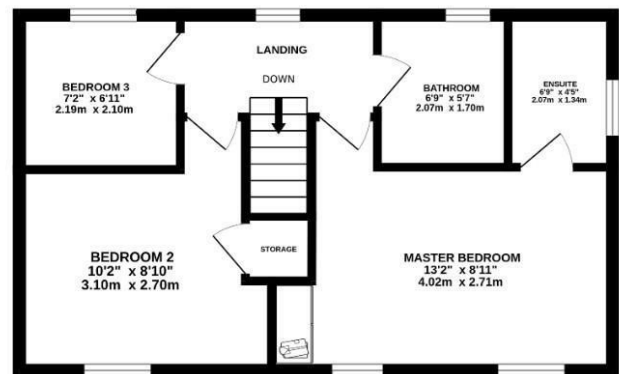 LANDING
DOWN
BEDROOM 3
7'2" x 6'11"
2.19m x 2.10m
BATHROOM
6'9" x 5'7"
2.07m x 1.70m
ENSUITE
6'9" x 4'5"
2.07m x 1.34m
BEDROOM 2
10'2" x 8'10"
3.10m x 2.70m
STORAGE
MASTER BEDROOM
13'2" x 8'11"
4.02m x 2.71m